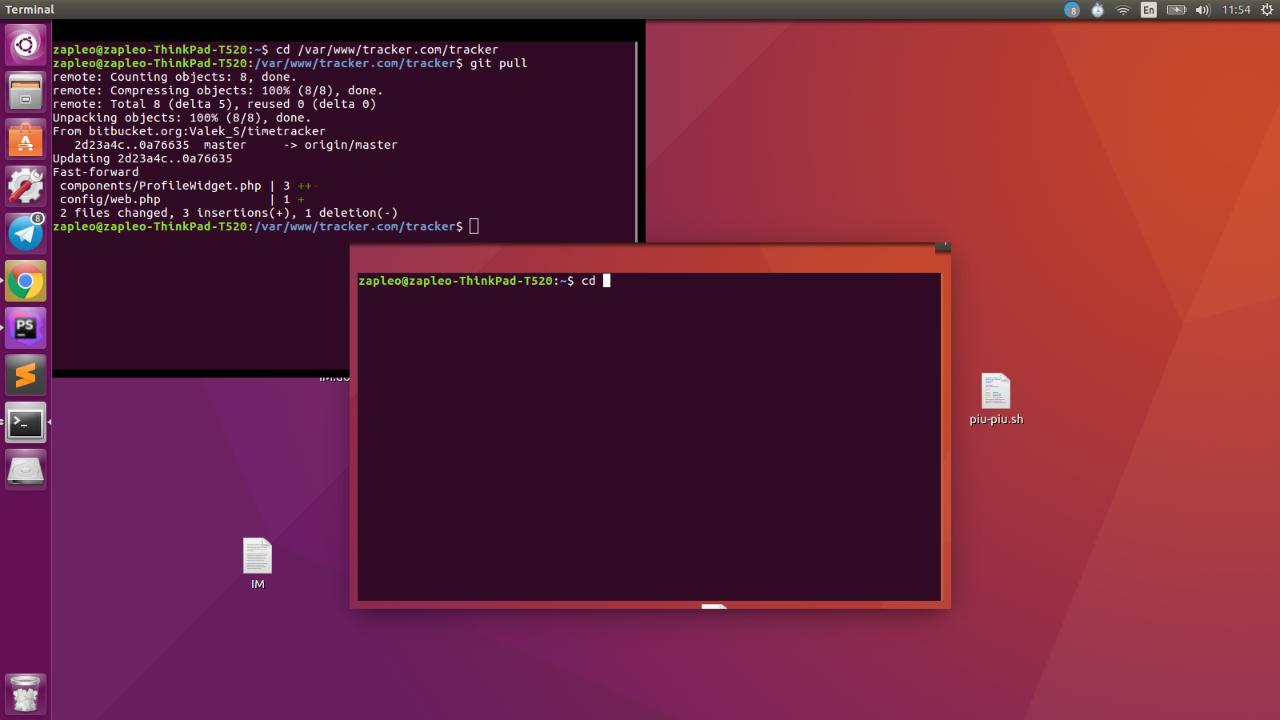 Terminal
8
En
11:54
zapleo@zapleo-ThinkPad-T520:~$ cd /var/www/tracker.com/tracker
zapleo@zapleo-ThinkPad-T520:/var/www/tracker.com/tracker$ git pull
remote: Counting objects: 8, done.
remote: Compressing objects: 100% (8/8), done.
remote: Total 8 (delta 5), reused 0 (delta 0)
Unpacking objects: 100% (8/8), done.
From bitbucket.org:Valek_S/timetracker
   2d23a4c..0a76635  master     -> origin/master
Updating 2d23a4c..0a76635
Fast-forward
 components/ProfileWidget.php | 3 ++-
 config/web.php               | 1 +
 2 files changed, 3 insertions(+), 1 deletion(-)
zapleo@zapleo-ThinkPad-T520:/var/www/tracker.com/tracker$
8
PS
>_
zapleo@zapleo-ThinkPad-T520:~$ cd
piu-piu.sh
IM